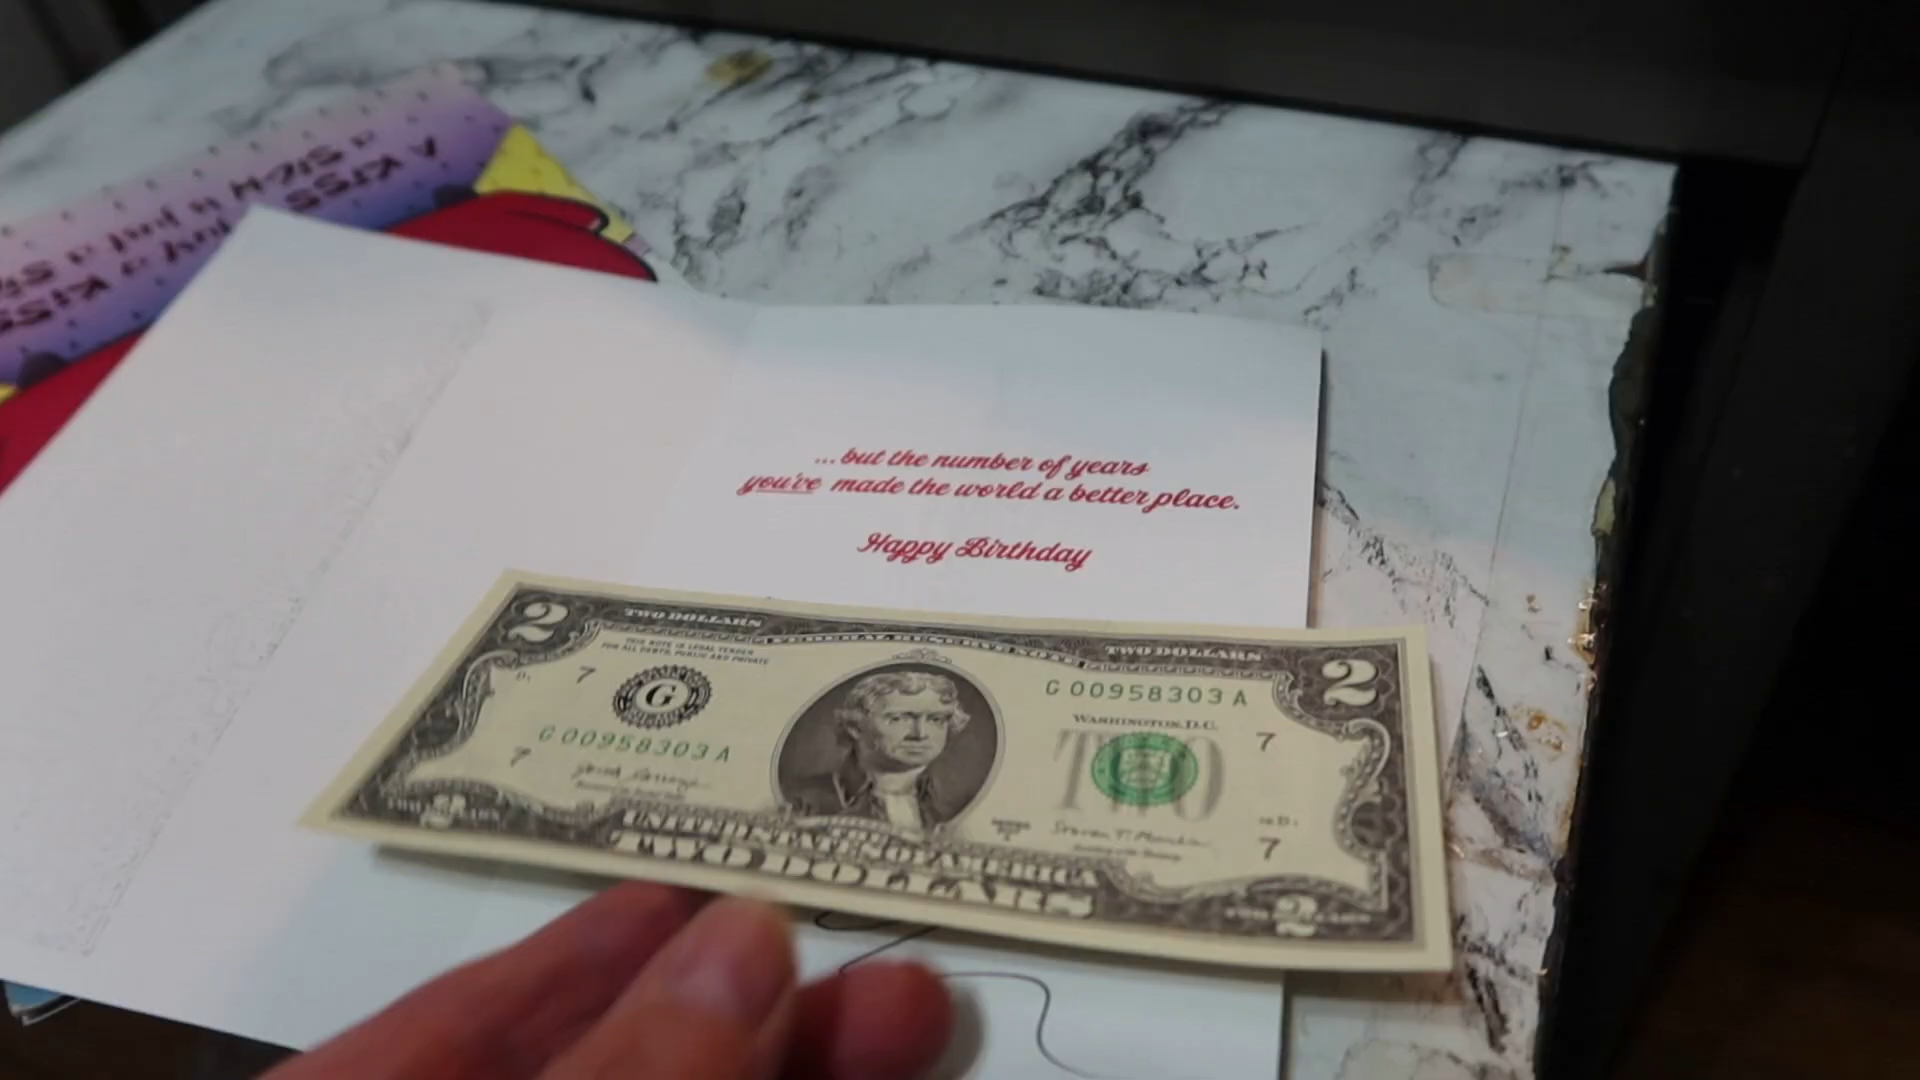 ...but the number of years
you've made the world a better place.
Happy Birthday
2 TWO DOLLARS FEDERAL RESERVE NOTE TWO DOLLARS 2
THIS NOTE IS LEGAL TENDER
FOR ALL DEBTS, PUBLIC AND PRIVATE
7 G
G 00958303 A
WASHINGTON, D.C.
TWO
7
G 00958303 A
7
7
UNITED STATES OF AMERICA
TWO DOLLARS
2
2
A KISS